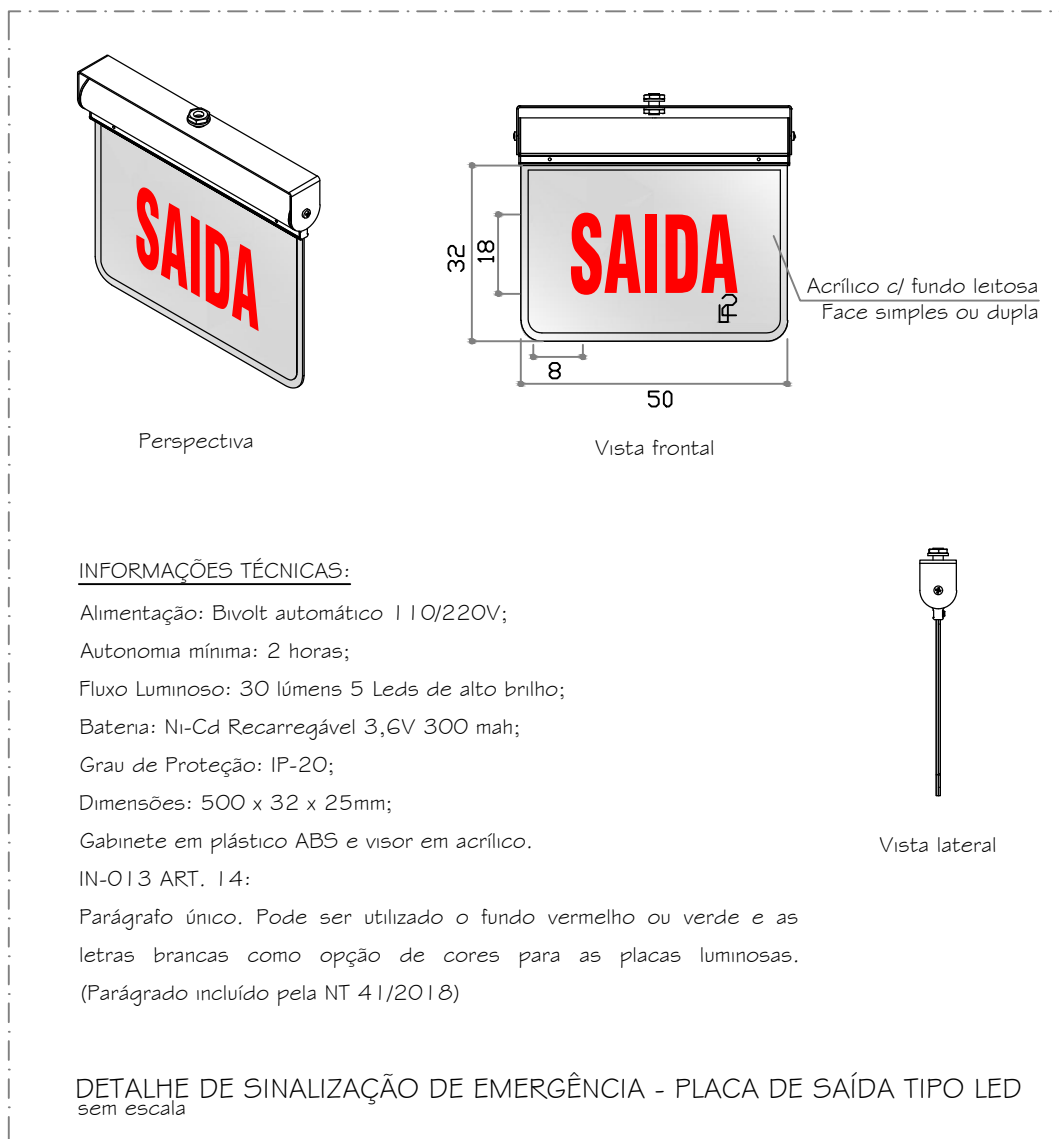 SAIDA
SAIDA
32
18
8
50
Acrílico c/ fundo leitosa
Face simples ou dupla
Perspectiva
Vista frontal
INFORMAÇÕES TÉCNICAS:
Alimentação: Bivolt automático 110/220V;
Autonomia mínima: 2 horas;
Fluxo Luminoso: 30 lúmens 5 Leds de alto brilho;
Bateria: Ni-Cd Recarregável 3,6V 300 mah;
Grau de Proteção: IP-20;
Dimensões: 500 x 32 x 25mm;
Gabinete em plástico ABS e visor em acrílico.
IN-013 ART. 14:
Parágrafo único. Pode ser utilizado o fundo vermelho ou verde e as
letras brancas como opção de cores para as placas luminosas.
(Parágrado incluído pela NT 41/2018)
Vista lateral
DETALHE DE SINALIZAÇÃO DE EMERGÊNCIA - PLACA DE SAÍDA TIPO LED
sem escala